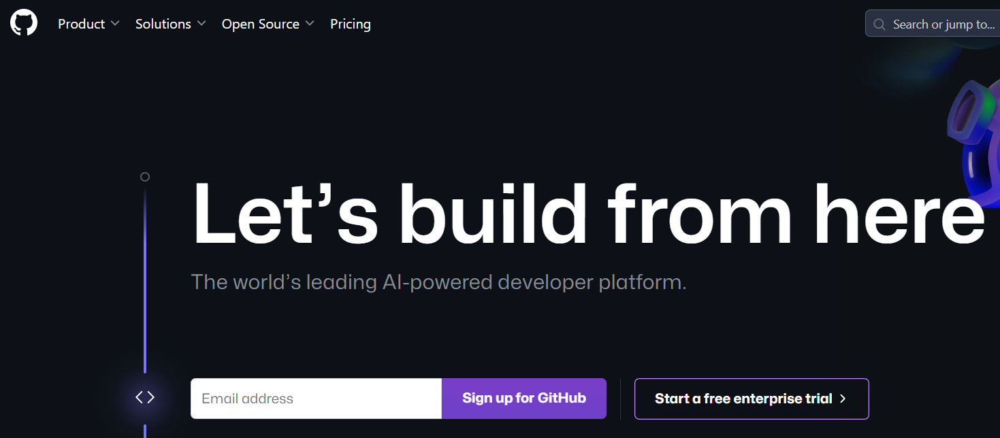 Product Solutions Open Source Pricing Search or jump to...
Let’s build from here
The world’s leading AI-powered developer platform.
Email address Sign up for GitHub Start a free enterprise trial